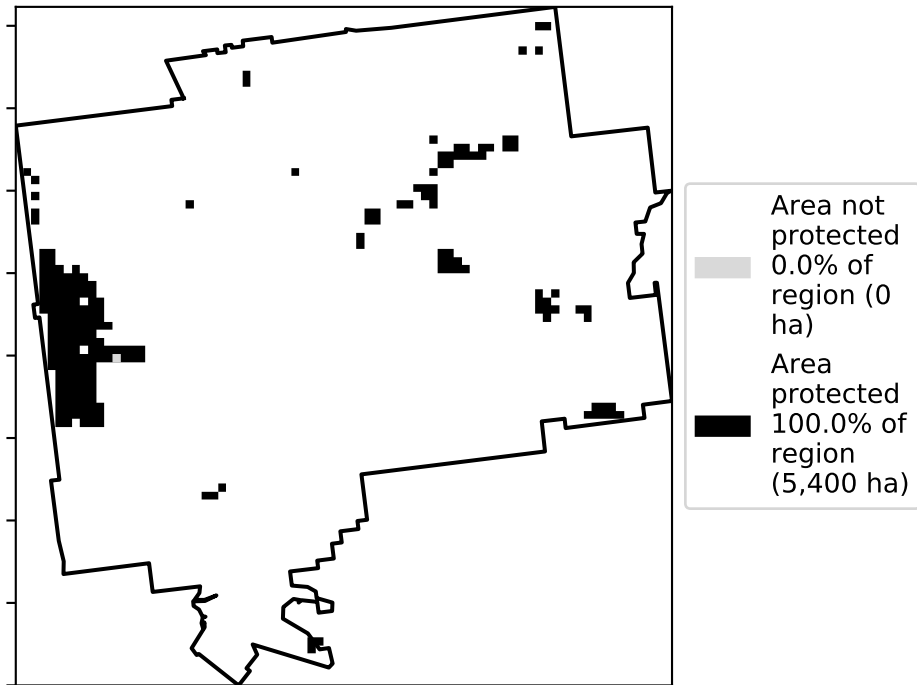 Area not
protected
0.0% of
region (0
ha)
Area
protected
100.0% of
region
(5,400 ha)